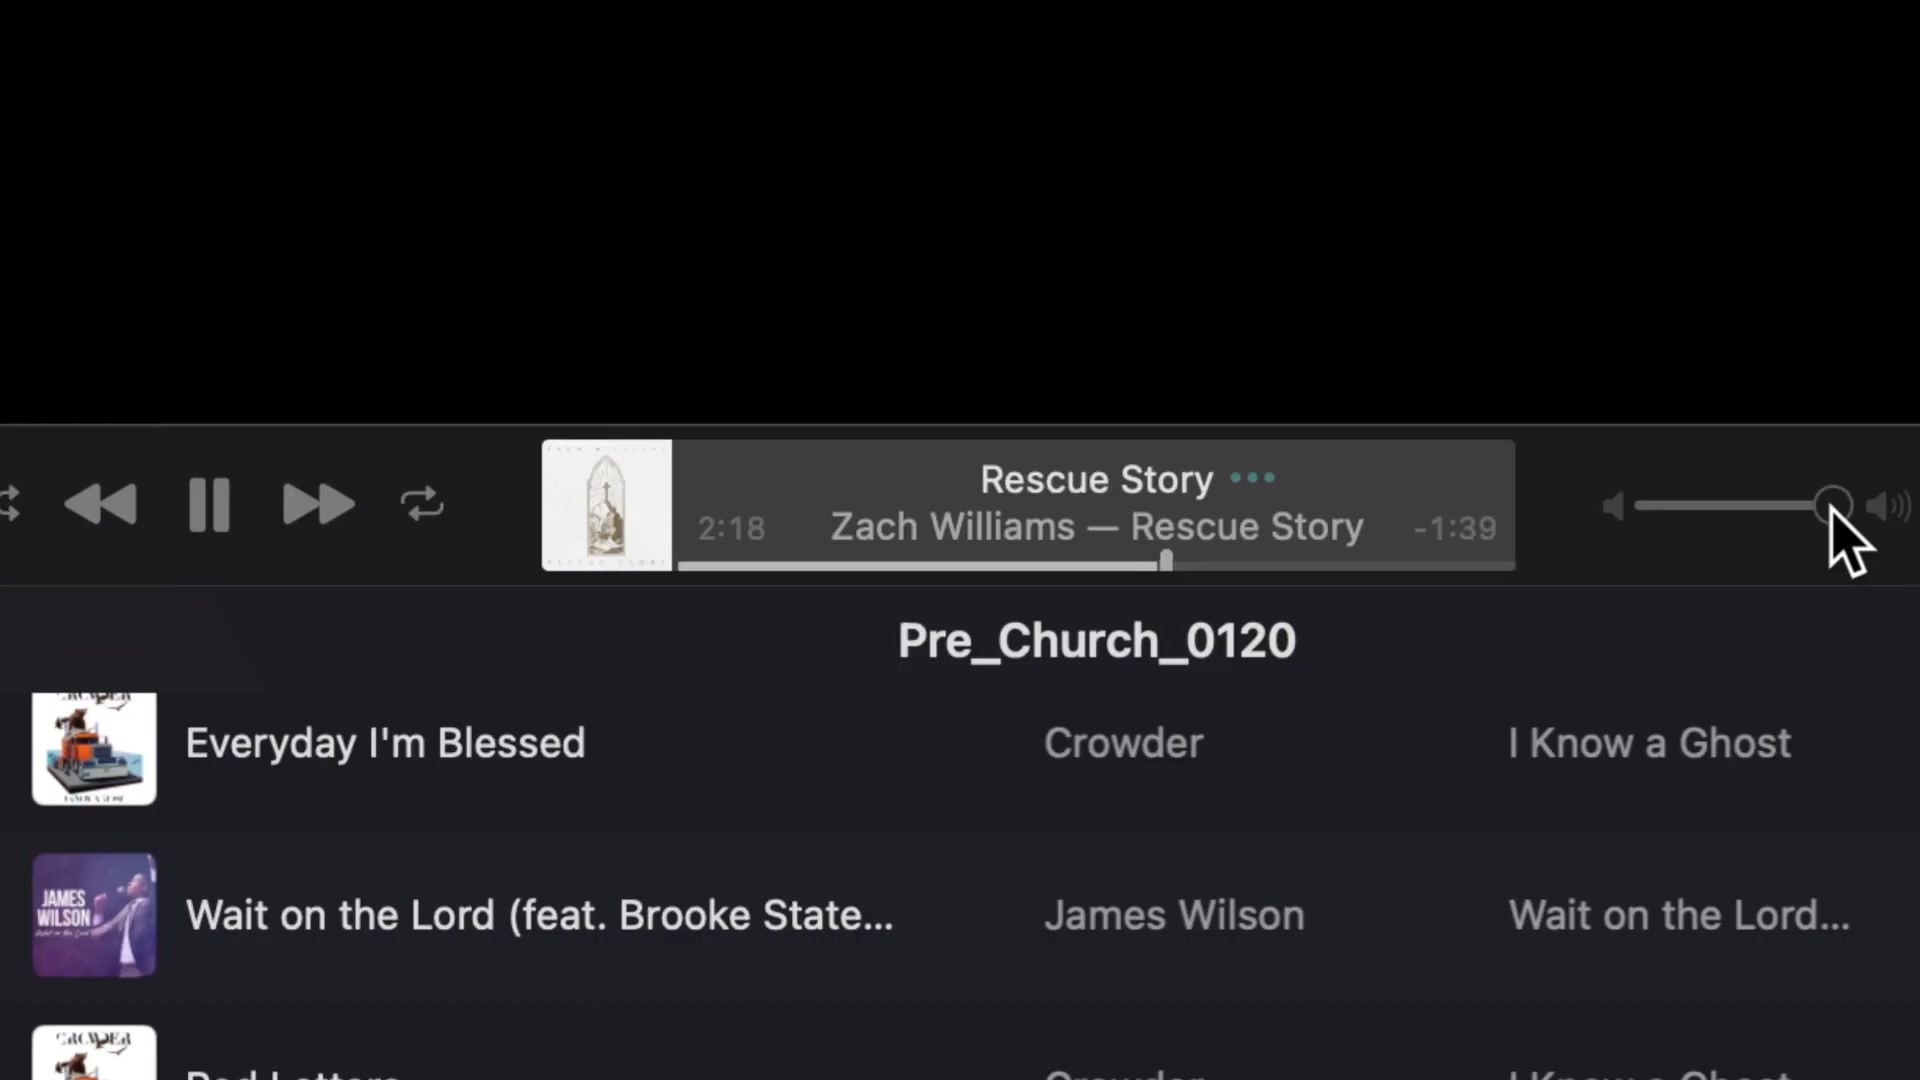 Rescue Story
2:18 Zach Williams — Rescue Story -1:39
Pre_Church_0120
Everyday I'm Blessed Crowder I Know a Ghost
JAMES
WILSON
Wait on the Lord (feat. Brooke State... James Wilson Wait on the Lord...
CROWDER